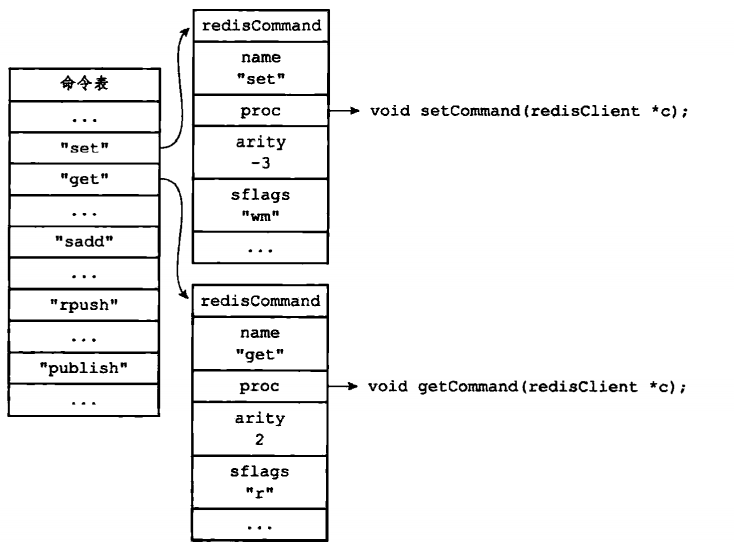 命令表
...
"set"
"get"
...
"sadd"
...
"rpush"
...
"publish"
...
redisCommand
name
"set"
proc
arity
-3
sflags
"wm"
...
void setCommand(redisClient *c);
redisCommand
name
"get"
proc
arity
2
sflags
"r"
...
void getCommand(redisClient *c);